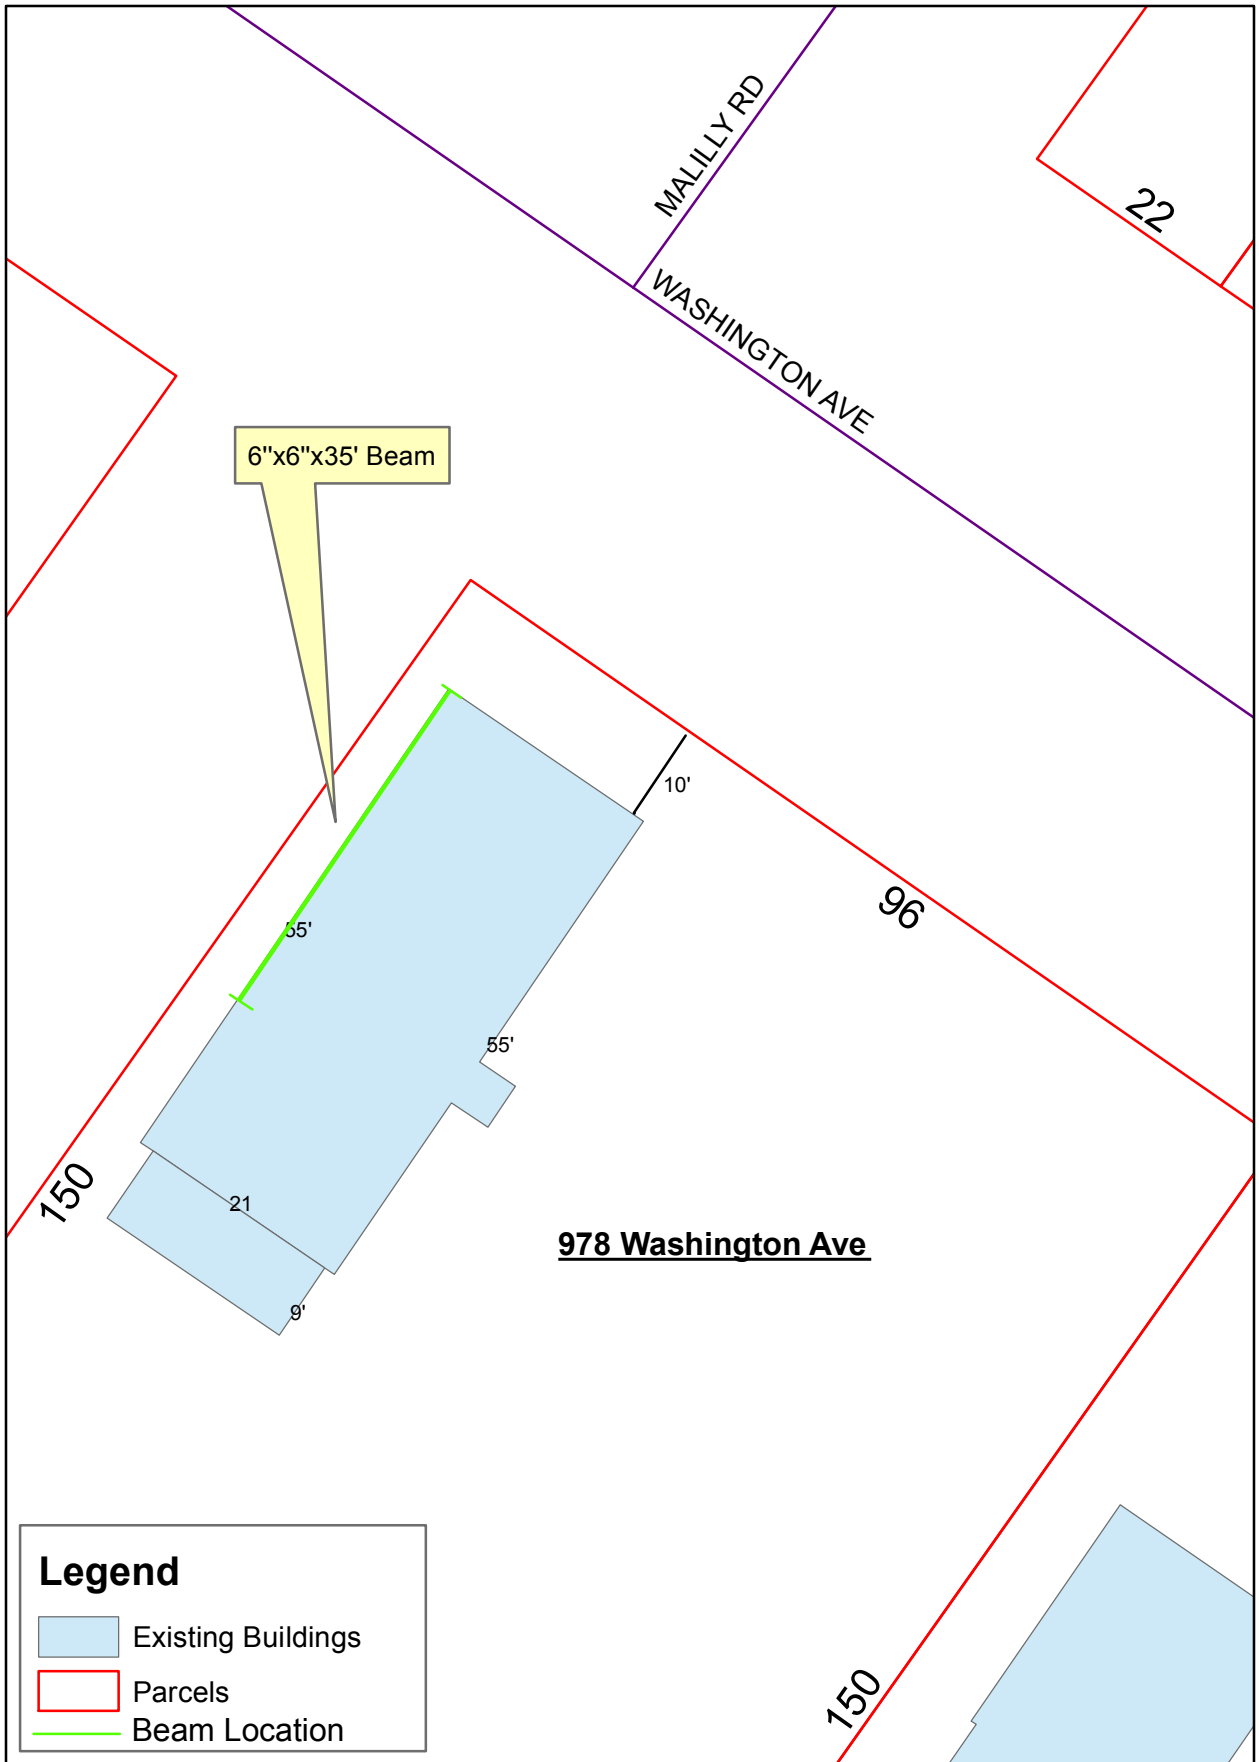 MALILLY RD
22
WASHINGTON AVE
6"x6"x35' Beam
10'
96
55'
55'
150
21
978 Washington Ave
9'
Legend
Existing Buildings
Parcels
Beam Location
150